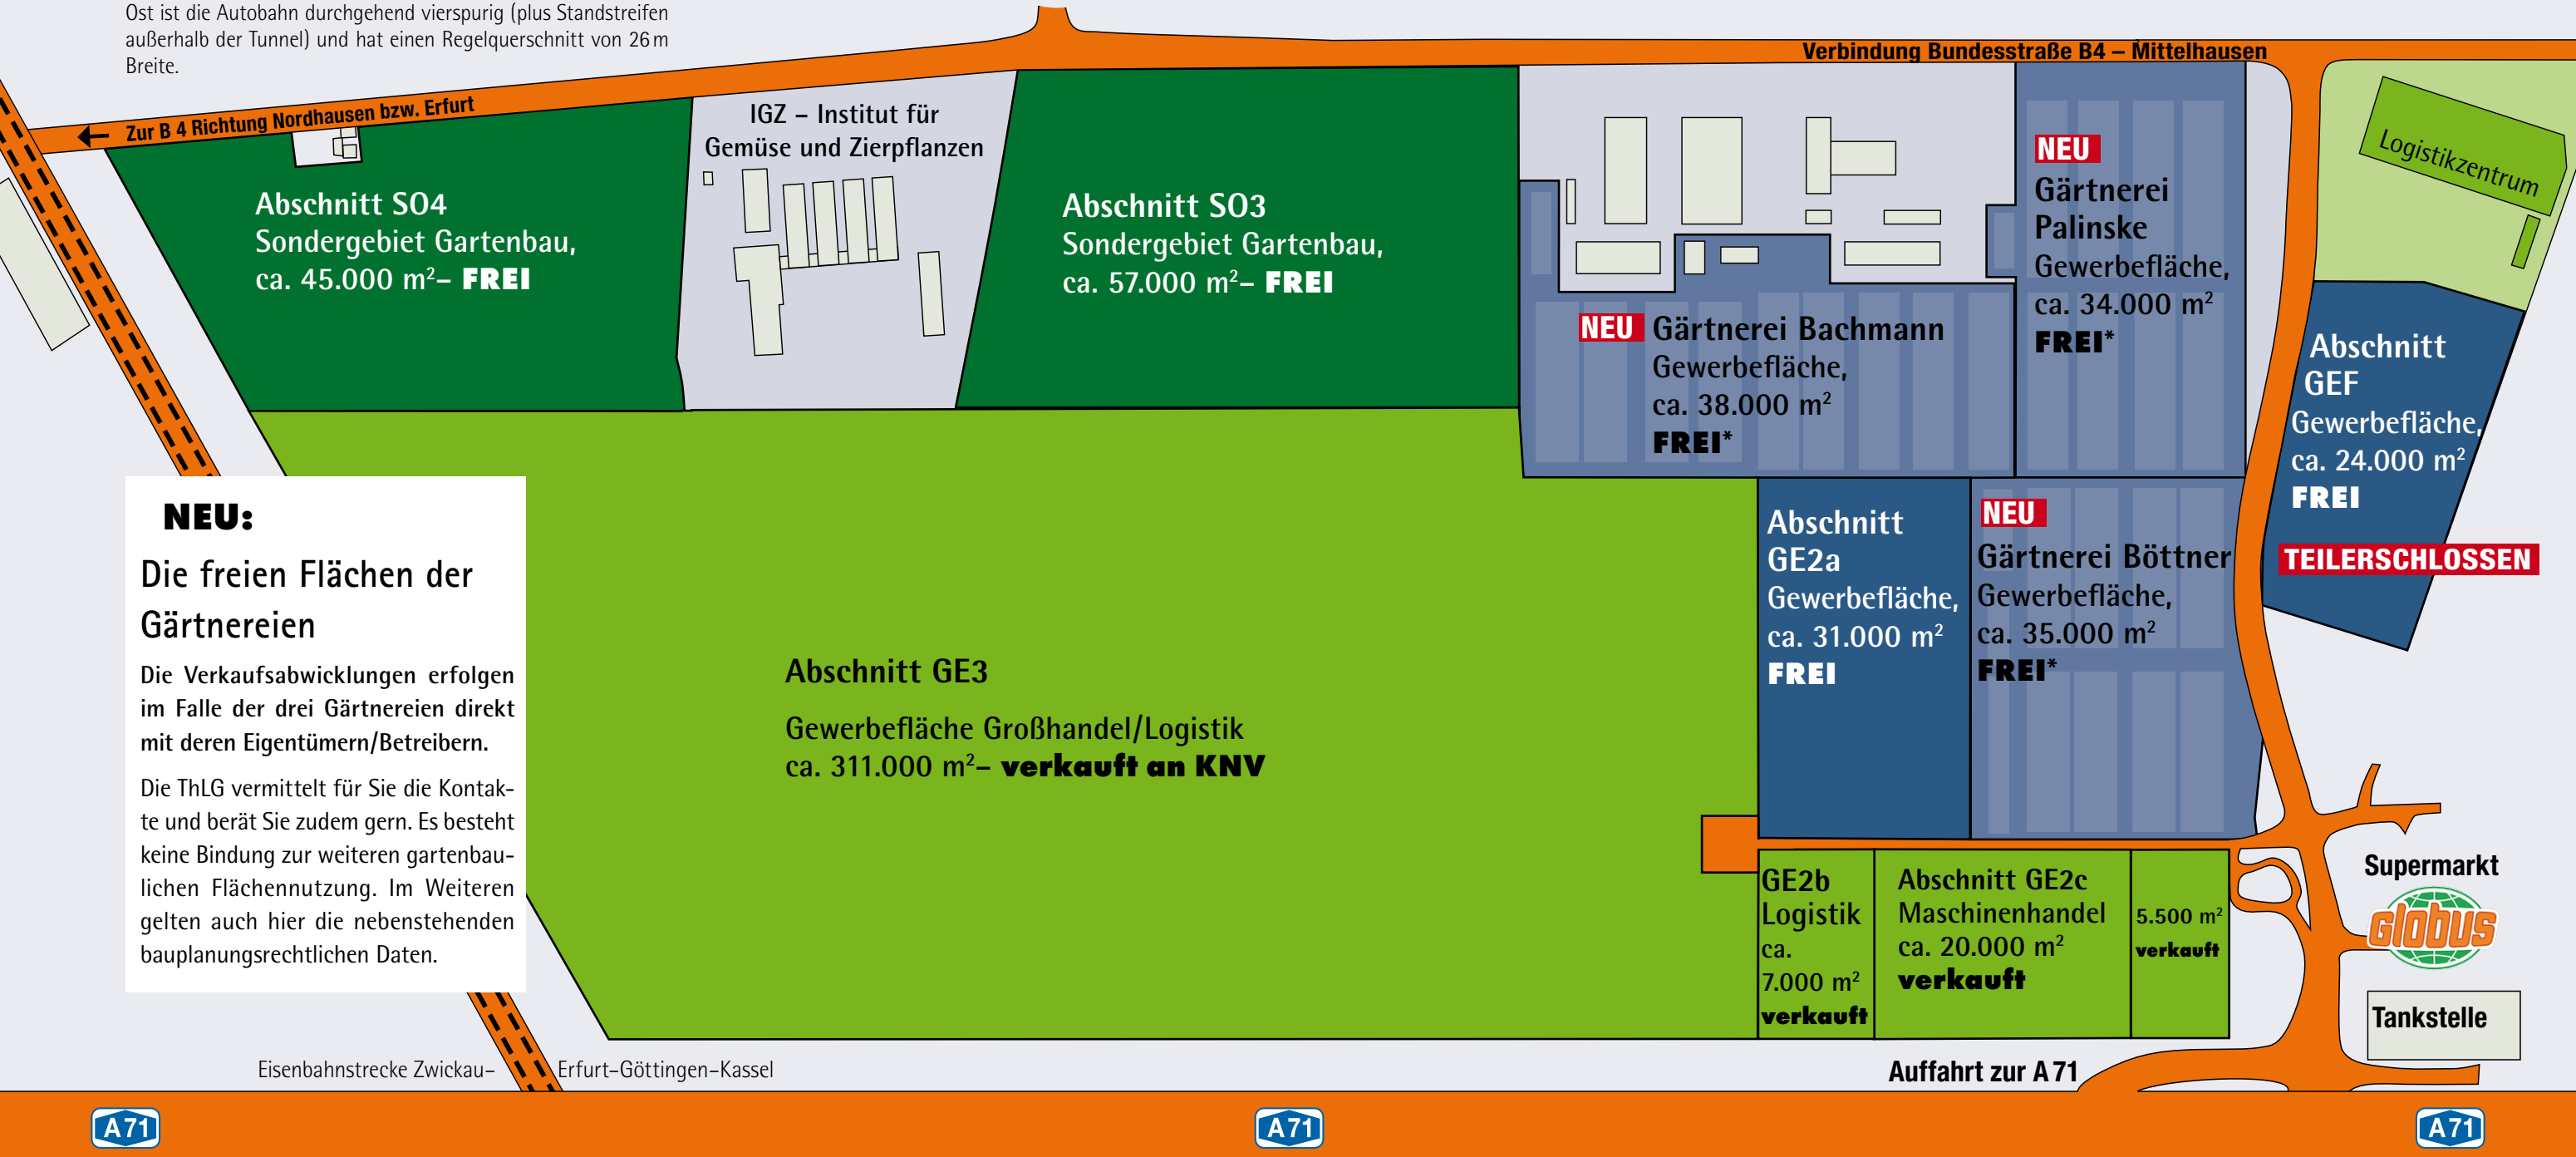 Ost ist die Autobahn durchgehend vierspurig (plus Standstreifen
außerhalb der Tunnel) und hat einen Regelquerschnitt von 26 m
Breite.
Verbindung Bundesstraße B4 – Mittelhausen
Zur B 4 Richtung Nordhausen bzw. Erfurt
Abschnitt SO4
Sondergebiet Gartenbau,
ca. 45.000 m²– FREI
IGZ – Institut für
Gemüse und Zierpflanzen
Abschnitt SO3
Sondergebiet Gartenbau,
ca. 57.000 m²– FREI
NEU Gärtnerei Bachmann
Gewerbefläche,
ca. 38.000 m²
FREI*
NEU
Gärtnerei
Palinske
Gewerbefläche,
ca. 34.000 m²
FREI*
Logistikzentrum
Abschnitt
GEF
Gewerbefläche,
ca. 24.000 m²
FREI
TEILERSCHLOSSEN
NEU:
Die freien Flächen der
Gärtnereien
Die Verkaufsabwicklungen erfolgen
im Falle der drei Gärtnereien direkt
mit deren Eigentümern/Betreibern.
Die ThLG vermittelt für Sie die Kontak-
te und berät Sie zudem gern. Es besteht
keine Bindung zur weiteren gartenbau-
lichen Flächennutzung. Im Weiteren
gelten auch hier die nebenstehenden
bauplanungsrechtlichen Daten.
Abschnitt GE3
Gewerbefläche Großhandel/Logistik
ca. 311.000 m²– verkauft an KNV
Abschnitt
GE2a
Gewerbefläche,
ca. 31.000 m²
FREI
NEU
Gärtnerei Böttner
Gewerbefläche,
ca. 35.000 m²
FREI*
GE2b
Logistik
ca.
7.000 m²
verkauft
Abschnitt GE2c
Maschinenhandel
ca. 20.000 m²
verkauft
5.500 m²
verkauft
Supermarkt
Globus
Tankstelle
Eisenbahnstrecke Zwickau– Erfurt–Göttingen–Kassel
Auffahrt zur A 71
A 71
A 71
A 71